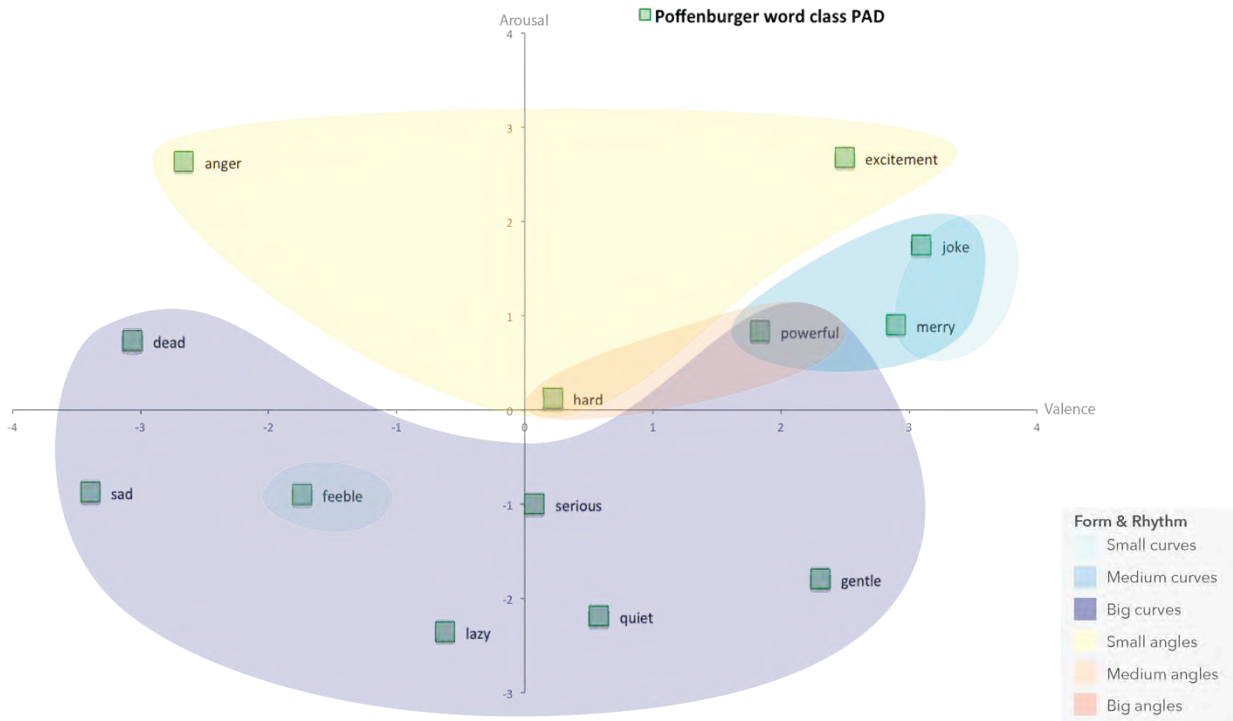 Arousal
Poffenburger word class PAD
4
3
anger
excitement
2
joke
1
dead
powerful
merry
hard
-4
-3
-2
-1
0
0
1
2
3
4
Valence
sad
feeble
-1
serious
gentle
-2
quiet
lazy
-3
Form & Rhythm
Small curves
Medium curves
Big curves
Small angles
Medium angles
Big angles